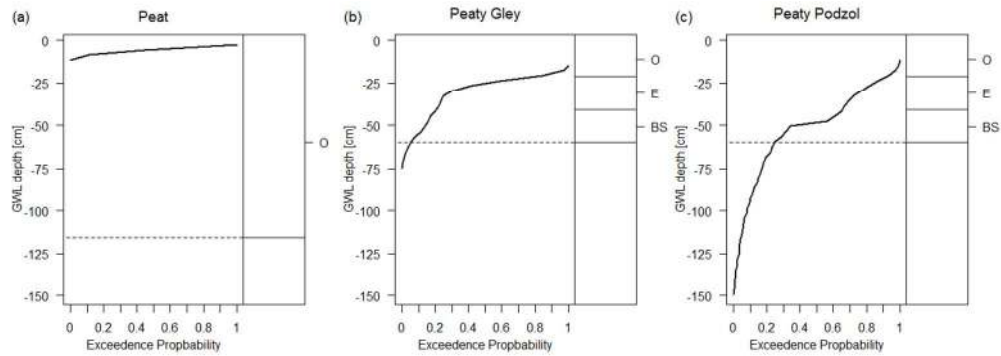 (a) Peat
0
-25
-50
-75
-100
-125
-150
GWL depth [cm]
0 0.2 0.4 0.6 0.8 1
Exceedence Propbability
O
(b) Peaty Gley
0
-25
-50
-75
-100
-125
-150
GWL depth [cm]
0 0.2 0.4 0.6 0.8 1
Exceedence Propbability
O
E
BS
(c) Peaty Podzol
0
-25
-50
-75
-100
-125
-150
GWL depth [cm]
0 0.2 0.4 0.6 0.8 1
Exceedence Propbability
O
E
BS